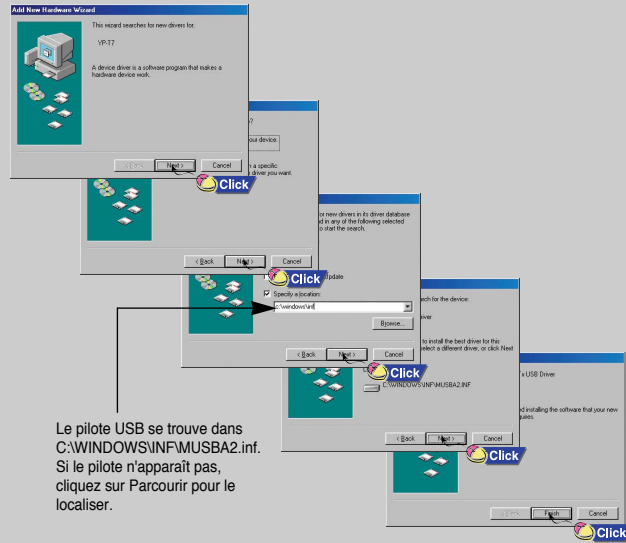 Add New Hardware Wizard
This wizard searches for new drivers for:
YP-T7
A device driver is a software program that makes a
hardware device work.
< Back Next > Cancel
Click
?
our device.
n a specific
driver you want.
< Back Next > Cancel
Click
or new drivers in its driver database
d in any of the following selected
o start the search.
update
Specify a location:
c:\windows\inf
Browse...
< Back Next > Cancel
Click
rch for the device:
iver
to install the best driver for this
elect a different driver, or click Next
C:\WINDOWS\INF\MUSBA2.INF
< Back Next > Cancel
Click
's USB Driver
ed installing the software that your new
quires.
< Back Finish Cancel
Click
Le pilote USB se trouve dans
C:\WINDOWS\INF\MUSBA2.inf.
Si le pilote n'apparaît pas,
cliquez sur Parcourir pour le
localiser.